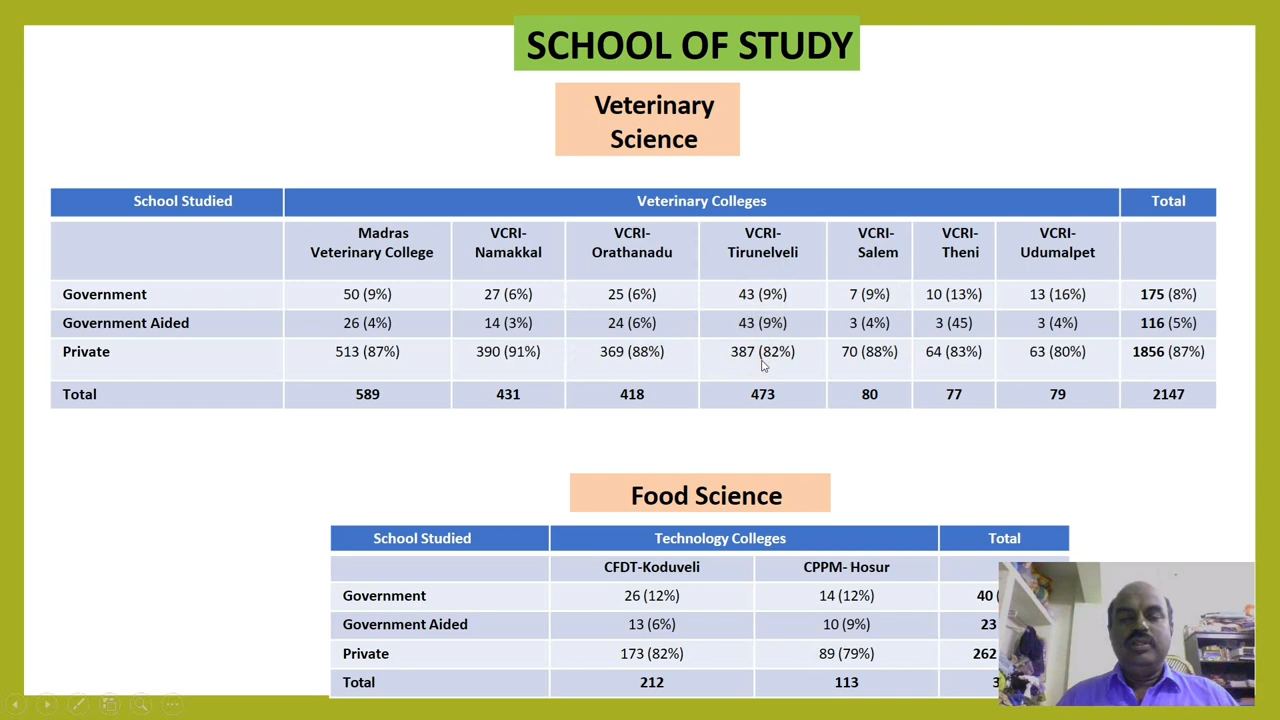 SCHOOL OF STUDY
Veterinary
Science
School Studied Veterinary Colleges Total
Madras
Veterinary College
VCRI-
Namakkal
VCRI-
Orathanadu
VCRI-
Tirunelveli
VCRI-
Salem
VCRI-
Theni
VCRI-
Udumalpet
Government 50 (9%) 27 (6%) 25 (6%) 43 (9%) 7 (9%) 10 (13%) 13 (16%) 175 (8%)
Government Aided 26 (4%) 14 (3%) 24 (6%) 43 (9%) 3 (4%) 3 (45) 3 (4%) 116 (5%)
Private 513 (87%) 390 (91%) 369 (88%) 387 (82%) 70 (88%) 64 (83%) 63 (80%) 1856 (87%)
Total 589 431 418 473 80 77 79 2147
Food Science
School Studied Technology Colleges Total
CFDT-Koduveli CPPM- Hosur
Government 26 (12%) 14 (12%) 40 (
Government Aided 13 (6%) 10 (9%) 23
Private 173 (82%) 89 (79%) 262
Total 212 113 3